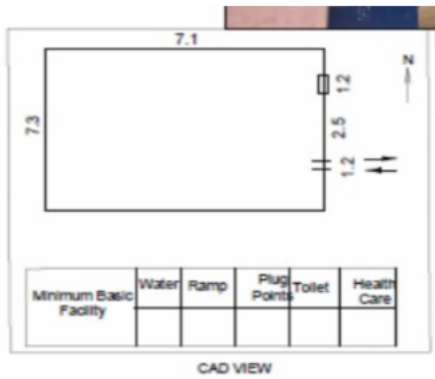 7.1
N
1.2
7.3
2.5
1.2
Minimum Basic Facility
Water
Ramp
Plug Points
Toilet
Health Care
CAD VIEW